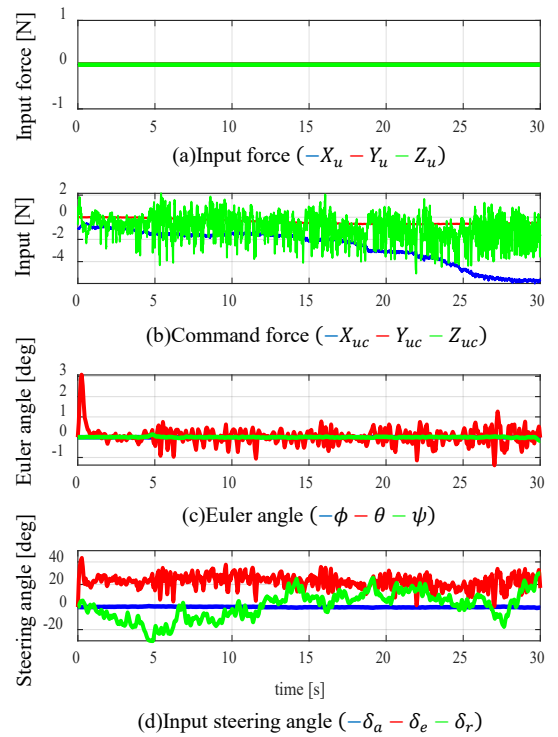 Input force [N]
1
0
-1
0 5 10 15 20 25 30
(a)Input force (−X_u − Y_u − Z_u)
Input [N]
2
0
-2
-4
0 5 10 15 20 25 30
(b)Command force (−X_uc − Y_uc − Z_uc)
Euler angle [deg]
3
2
1
0
-1
0 5 10 15 20 25 30
(c)Euler angle (−ϕ − θ − ψ)
Steering angle [deg]
40
20
0
-20
0 5 10 15 20 25 30
time [s]
(d)Input steering angle (−δ_a − δ_e − δ_r)